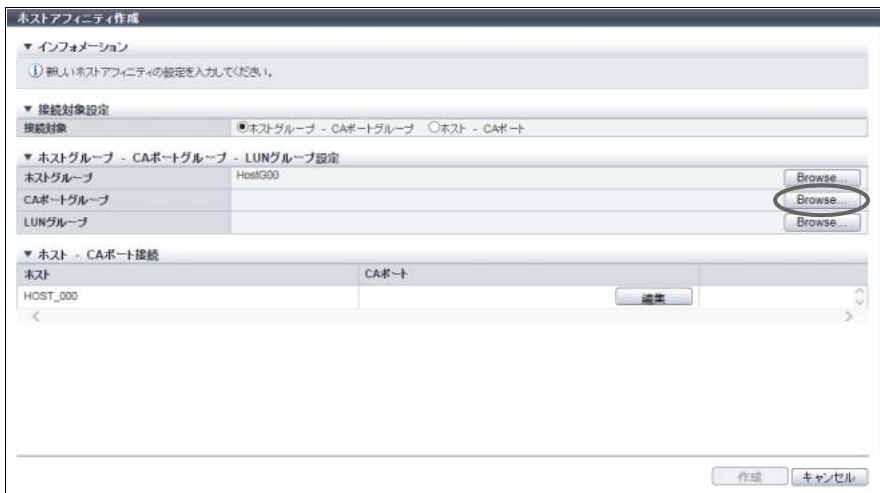 ホストアフィニティ作成
▼ インフォメーション
新しいホストアフィニティの設定を入力してください。
▼ 接続対象設定
接続対象 ホストグループ - CAポートグループ ホスト - CAポート
▼ ホストグループ - CAポートグループ - LUNグループ設定
ホストグループ HostG00 Browse...
CAポートグループ Browse...
LUNグループ Browse...
▼ ホスト - CAポート接続
ホスト CAポート
HOST_000 編集
作成 キャンセル